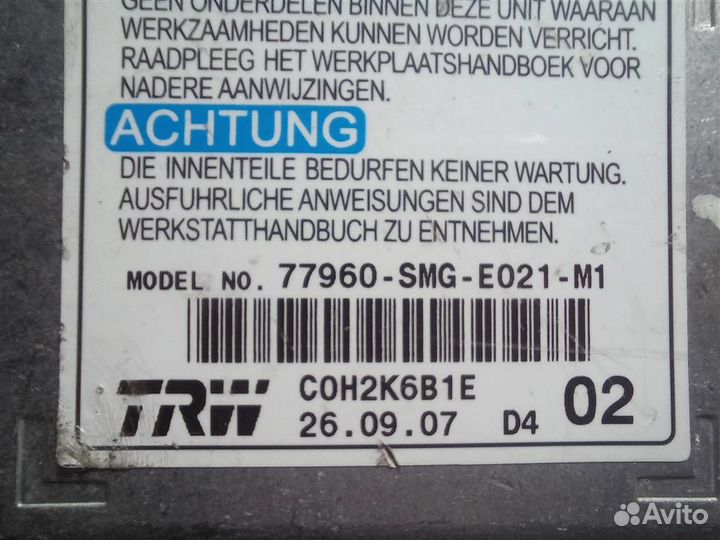 GEEN ONDERDELEN BINNEN DEZE UNIT WAARAAN
WERKZAAMHEDEN KUNNEN WORDEN VERRICHT.
RAADPLEEG HET WERKPLAATSHANDBOEK VOOR
NADERE AANWIJZINGEN.
ACHTUNG
DIE INNENTEILE BEDURFEN KEINER WARTUNG.
AUSFUHRLICHE ANWEISUNGEN SIND DEM
WERKSTATTHANDBUCH ZU ENTNEHMEN.
MODEL NO. 77960-SMG-E021-M1
TRW C0H2K6B1E
26.09.07 D4 02
Avito